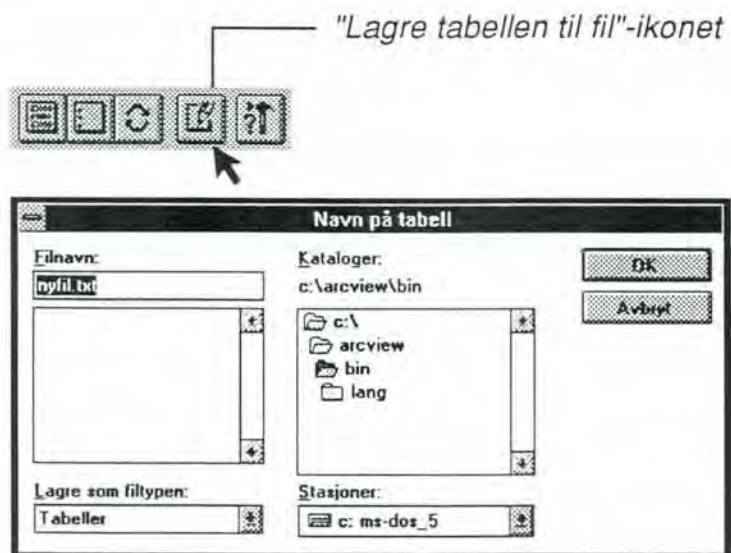 "Lagre tabellen til fil"-ikonet
Navn på tabell
Filnavn:
nyfil.txt
Kataloger:
c:\arcview\bin
c:\
arcview
bin
lang
OK
Avbryt
Lagre som filtypen:
Tabeller
Stasjoner:
c: ms-dos_5